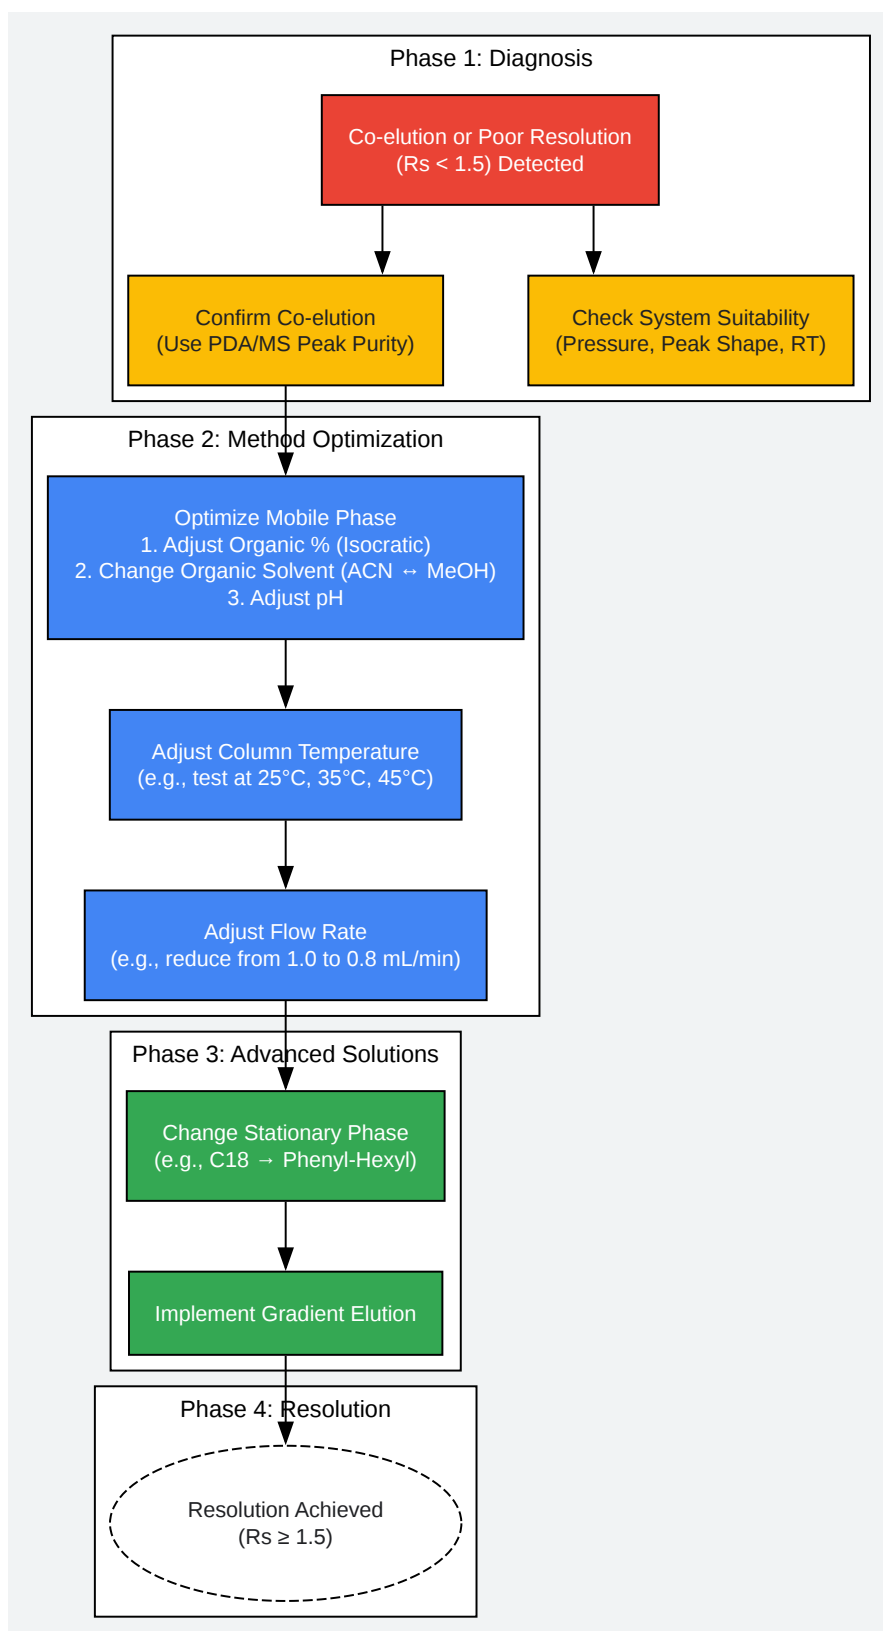 Phase 1: Diagnosis
Co-elution or Poor Resolution
(Rs < 1.5) Detected
Confirm Co-elution
(Use PDA/MS Peak Purity)
Check System Suitability
(Pressure, Peak Shape, RT)
Phase 2: Method Optimization
Optimize Mobile Phase
1. Adjust Organic % (Isocratic)
2. Change Organic Solvent (ACN ↔ MeOH)
3. Adjust pH
Adjust Column Temperature
(e.g., test at 25°C, 35°C, 45°C)
Adjust Flow Rate
(e.g., reduce from 1.0 to 0.8 mL/min)
Phase 3: Advanced Solutions
Change Stationary Phase
(e.g., C18 → Phenyl-Hexyl)
Implement Gradient Elution
Phase 4: Resolution
Resolution Achieved
(Rs ≥ 1.5)